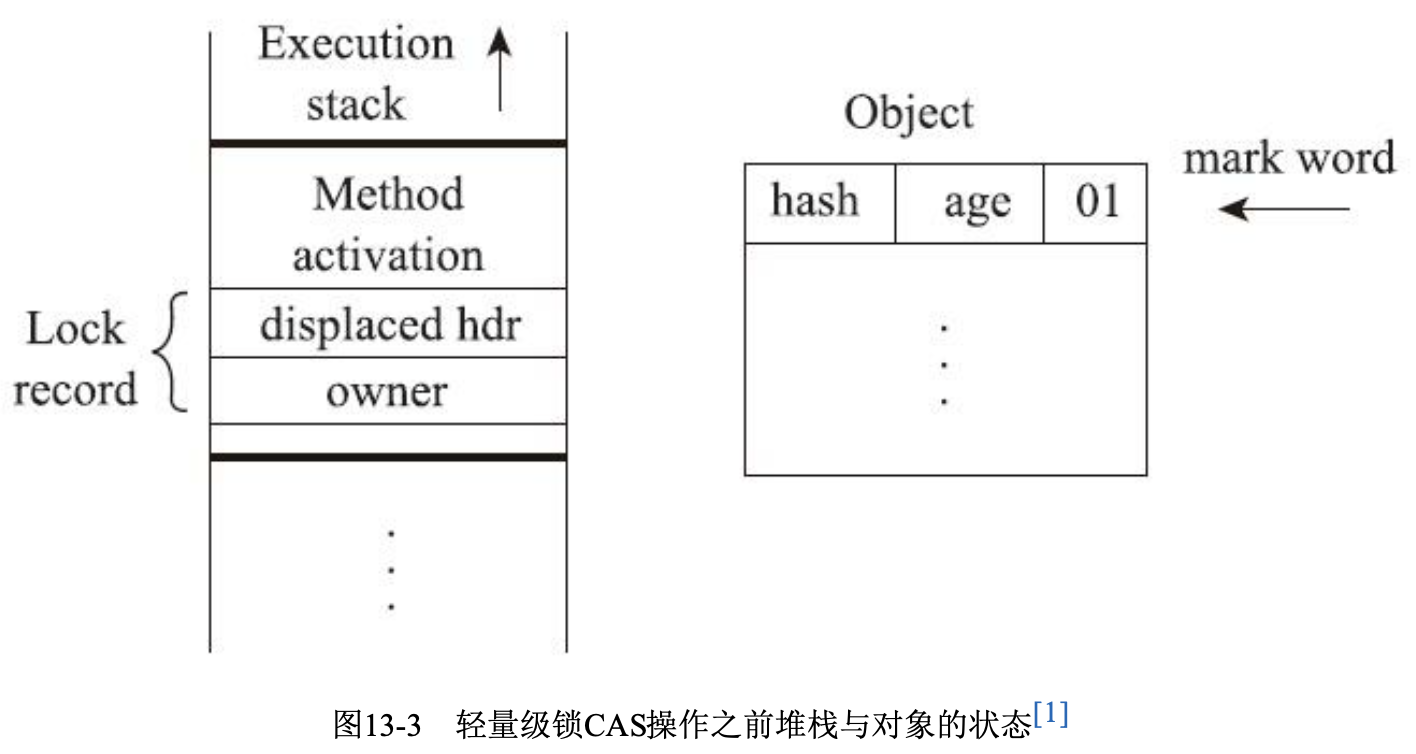 Execution
stack
Method
activation
Lock
record
displaced hdr
owner
Object
mark word
hash age 01
图13-3 轻量级锁CAS操作之前堆栈与对象的状态[1]